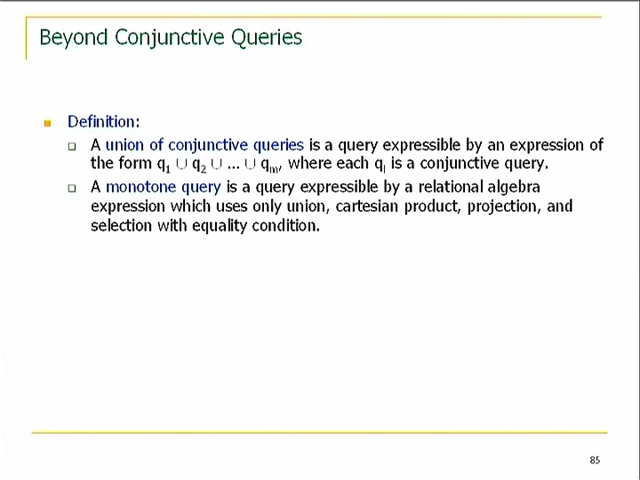 Beyond Conjunctive Queries
Definition:
A union of conjunctive queries is a query expressible by an expression of
the form q₁ ∪ q₂ ∪ ... ∪ qₘ, where each qᵢ is a conjunctive query.
A monotone query is a query expressible by a relational algebra
expression which uses only union, cartesian product, projection, and
selection with equality condition.
85